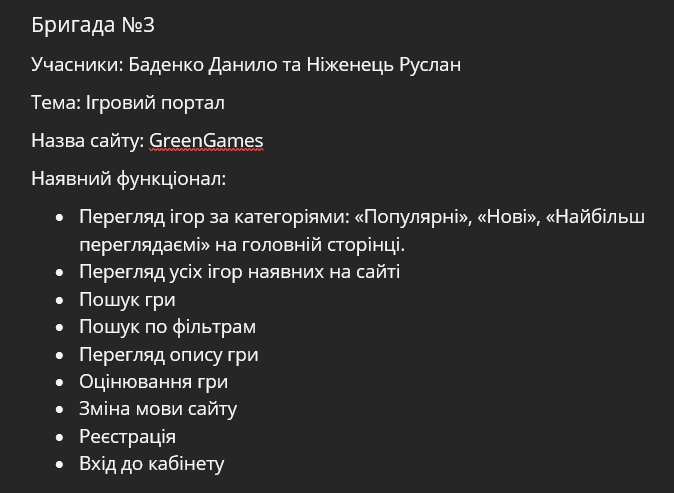 Бригада №3
Учасники: Баденко Данило та Ніженець Руслан
Тема: Ігровий портал
Назва сайту: GreenGames
Наявний функціонал:
• Перегляд ігор за категоріями: «Популярні», «Нові», «Найбільш
переглядаємі» на головній сторінці.
• Перегляд усіх ігор наявних на сайті
• Пошук гри
• Пошук по фільтрам
• Перегляд опису гри
• Оцінювання гри
• Зміна мови сайту
• Реєстрація
• Вхід до кабінету